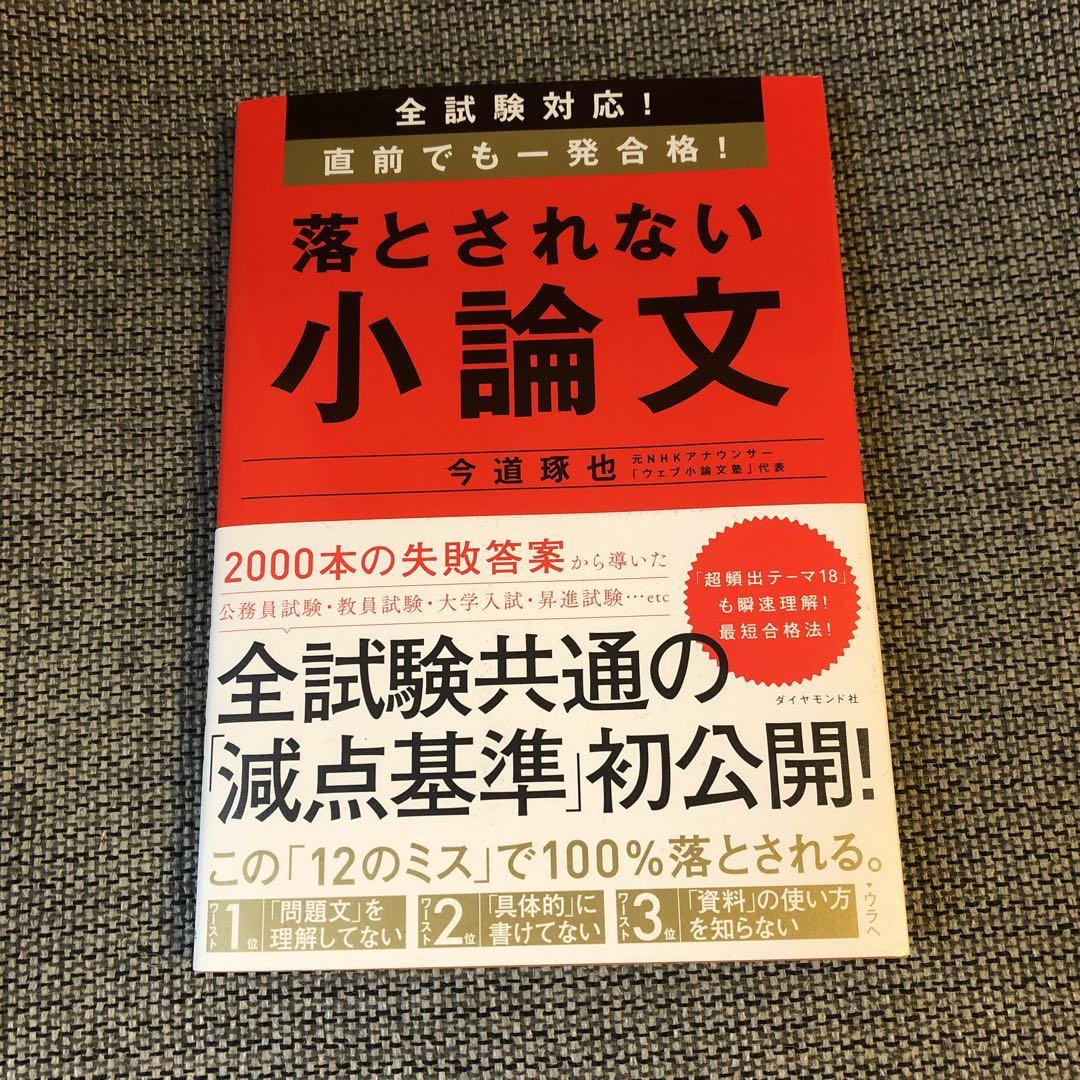 全試験対応！
直前でも一発合格！
落とされない
小論文
今道琢也
元NHKアナウンサー
「ウェブ小論文塾」代表
2000本の失敗答案から導いた
公務員試験・教員試験・大学入試・昇進試験…etc
「超頻出テーマ18」
も瞬速理解！
最短合格法！
ダイヤモンド社
全試験共通の
「減点基準」初公開！
この「12のミス」で100%落とされる。
ワースト1位
「問題文」を
理解してない
ワースト2位
「具体的」に
書けてない
ワースト3位
「資料」の使い方
を知らない
▼ウラへ